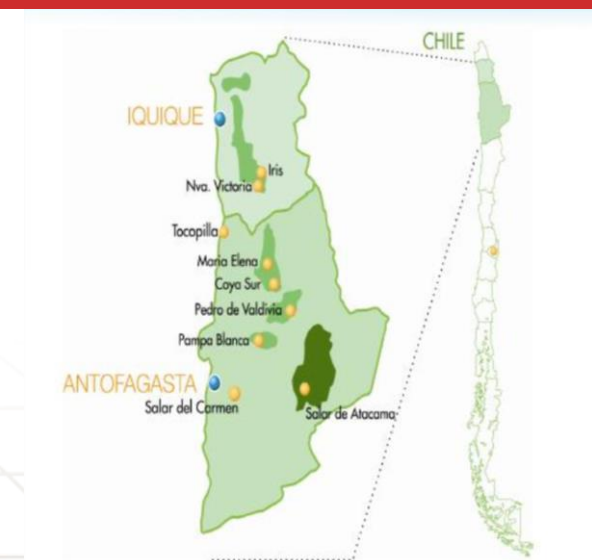 CHILE
IQUIQUE
Iris
Nva. Victoria
Tocopilla
Maria Elena
Coya Sur
Pedro de Valdivia
Pampa Blanca
ANTOFAGASTA
Salar del Carmen
Salar de Atacama